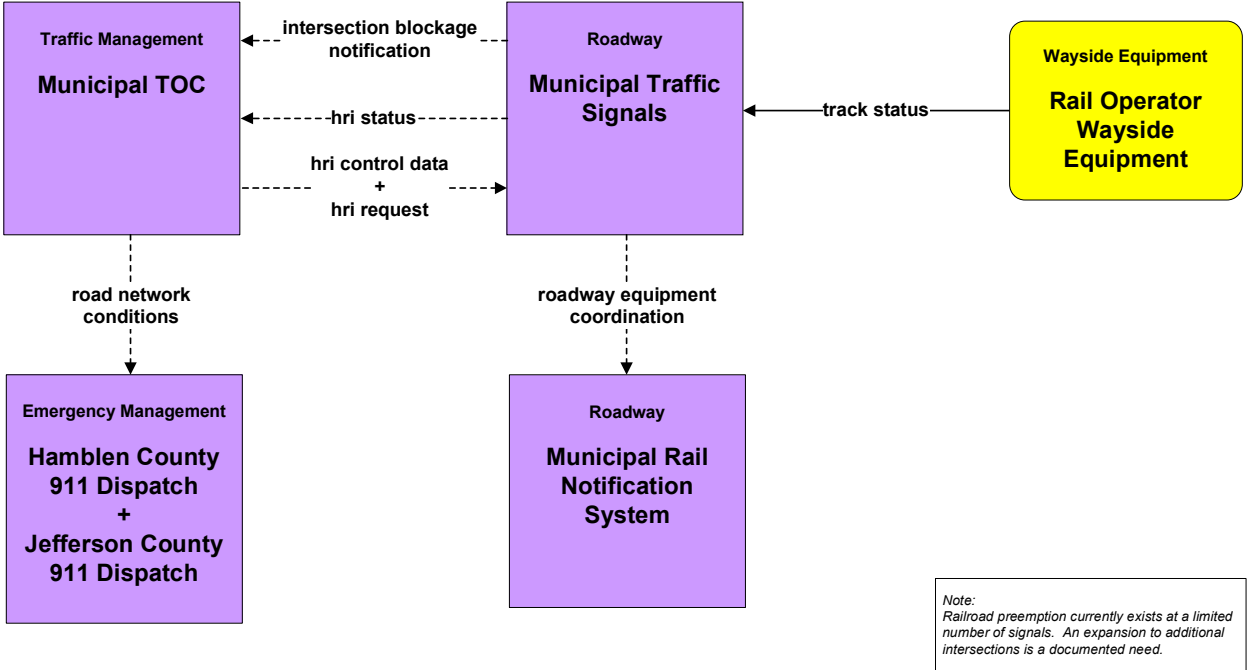 Traffic Management
Municipal TOC
intersection blockage
notification
hri status
hri control data
+
hri request
Roadway
Municipal Traffic
Signals
track status
Wayside Equipment
Rail Operator
Wayside
Equipment
road network
conditions
roadway equipment
coordination
Emergency Management
Hamblen County
911 Dispatch
+
Jefferson County
911 Dispatch
Roadway
Municipal Rail
Notification
System
Note:
Railroad preemption currently exists at a limited
number of signals.  An expansion to additional
intersections is a documented need.